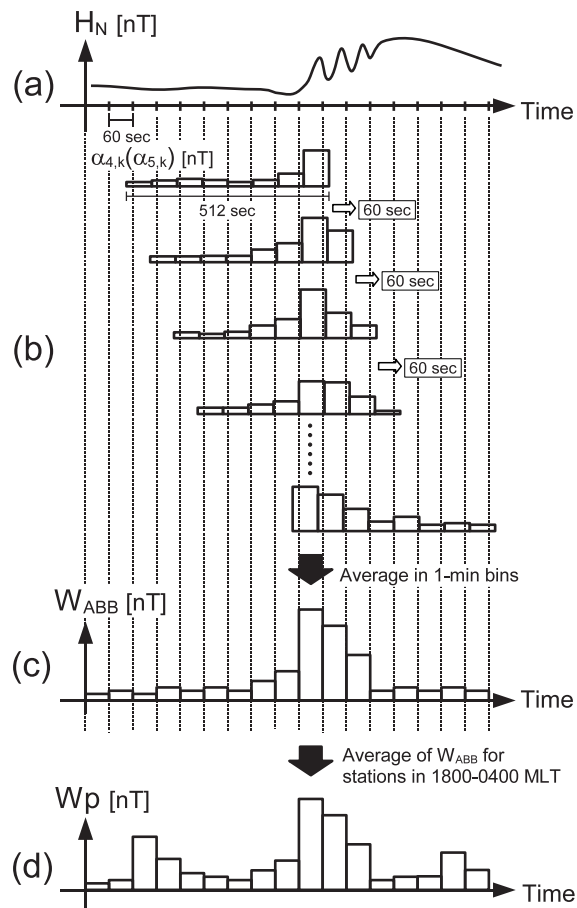 H_N [nT]
(a)
Time
60 sec
α_4,k(α_5,k) [nT]
512 sec
60 sec
60 sec
(b)
60 sec
Average in 1-min bins
W_ABB [nT]
(c)
Time
Average of W_ABB for
stations in 1800-0400 MLT
Wp [nT]
(d)
Time